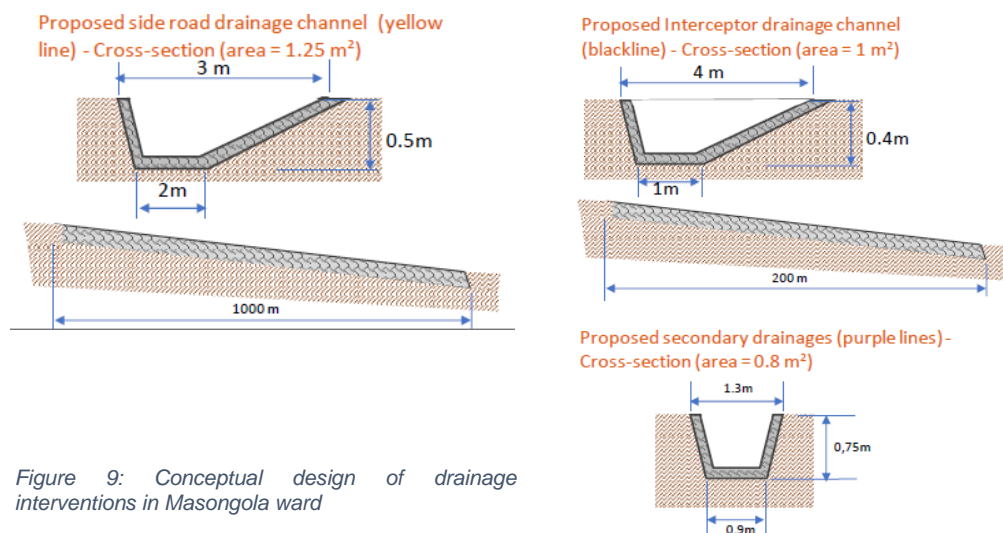 Proposed side road drainage channel (yellow
line) - Cross-section (area = 1.25 m²)
3 m
0.5m
2m
1000 m
Proposed Interceptor drainage channel
(blackline) - Cross-section (area = 1 m²)
4 m
0.4m
1m
200 m
Proposed secondary drainages (purple lines) -
Cross-section (area = 0.8 m²)
1.3m
0,75m
0.9m
Figure 9: Conceptual design of drainage
interventions in Masongola ward